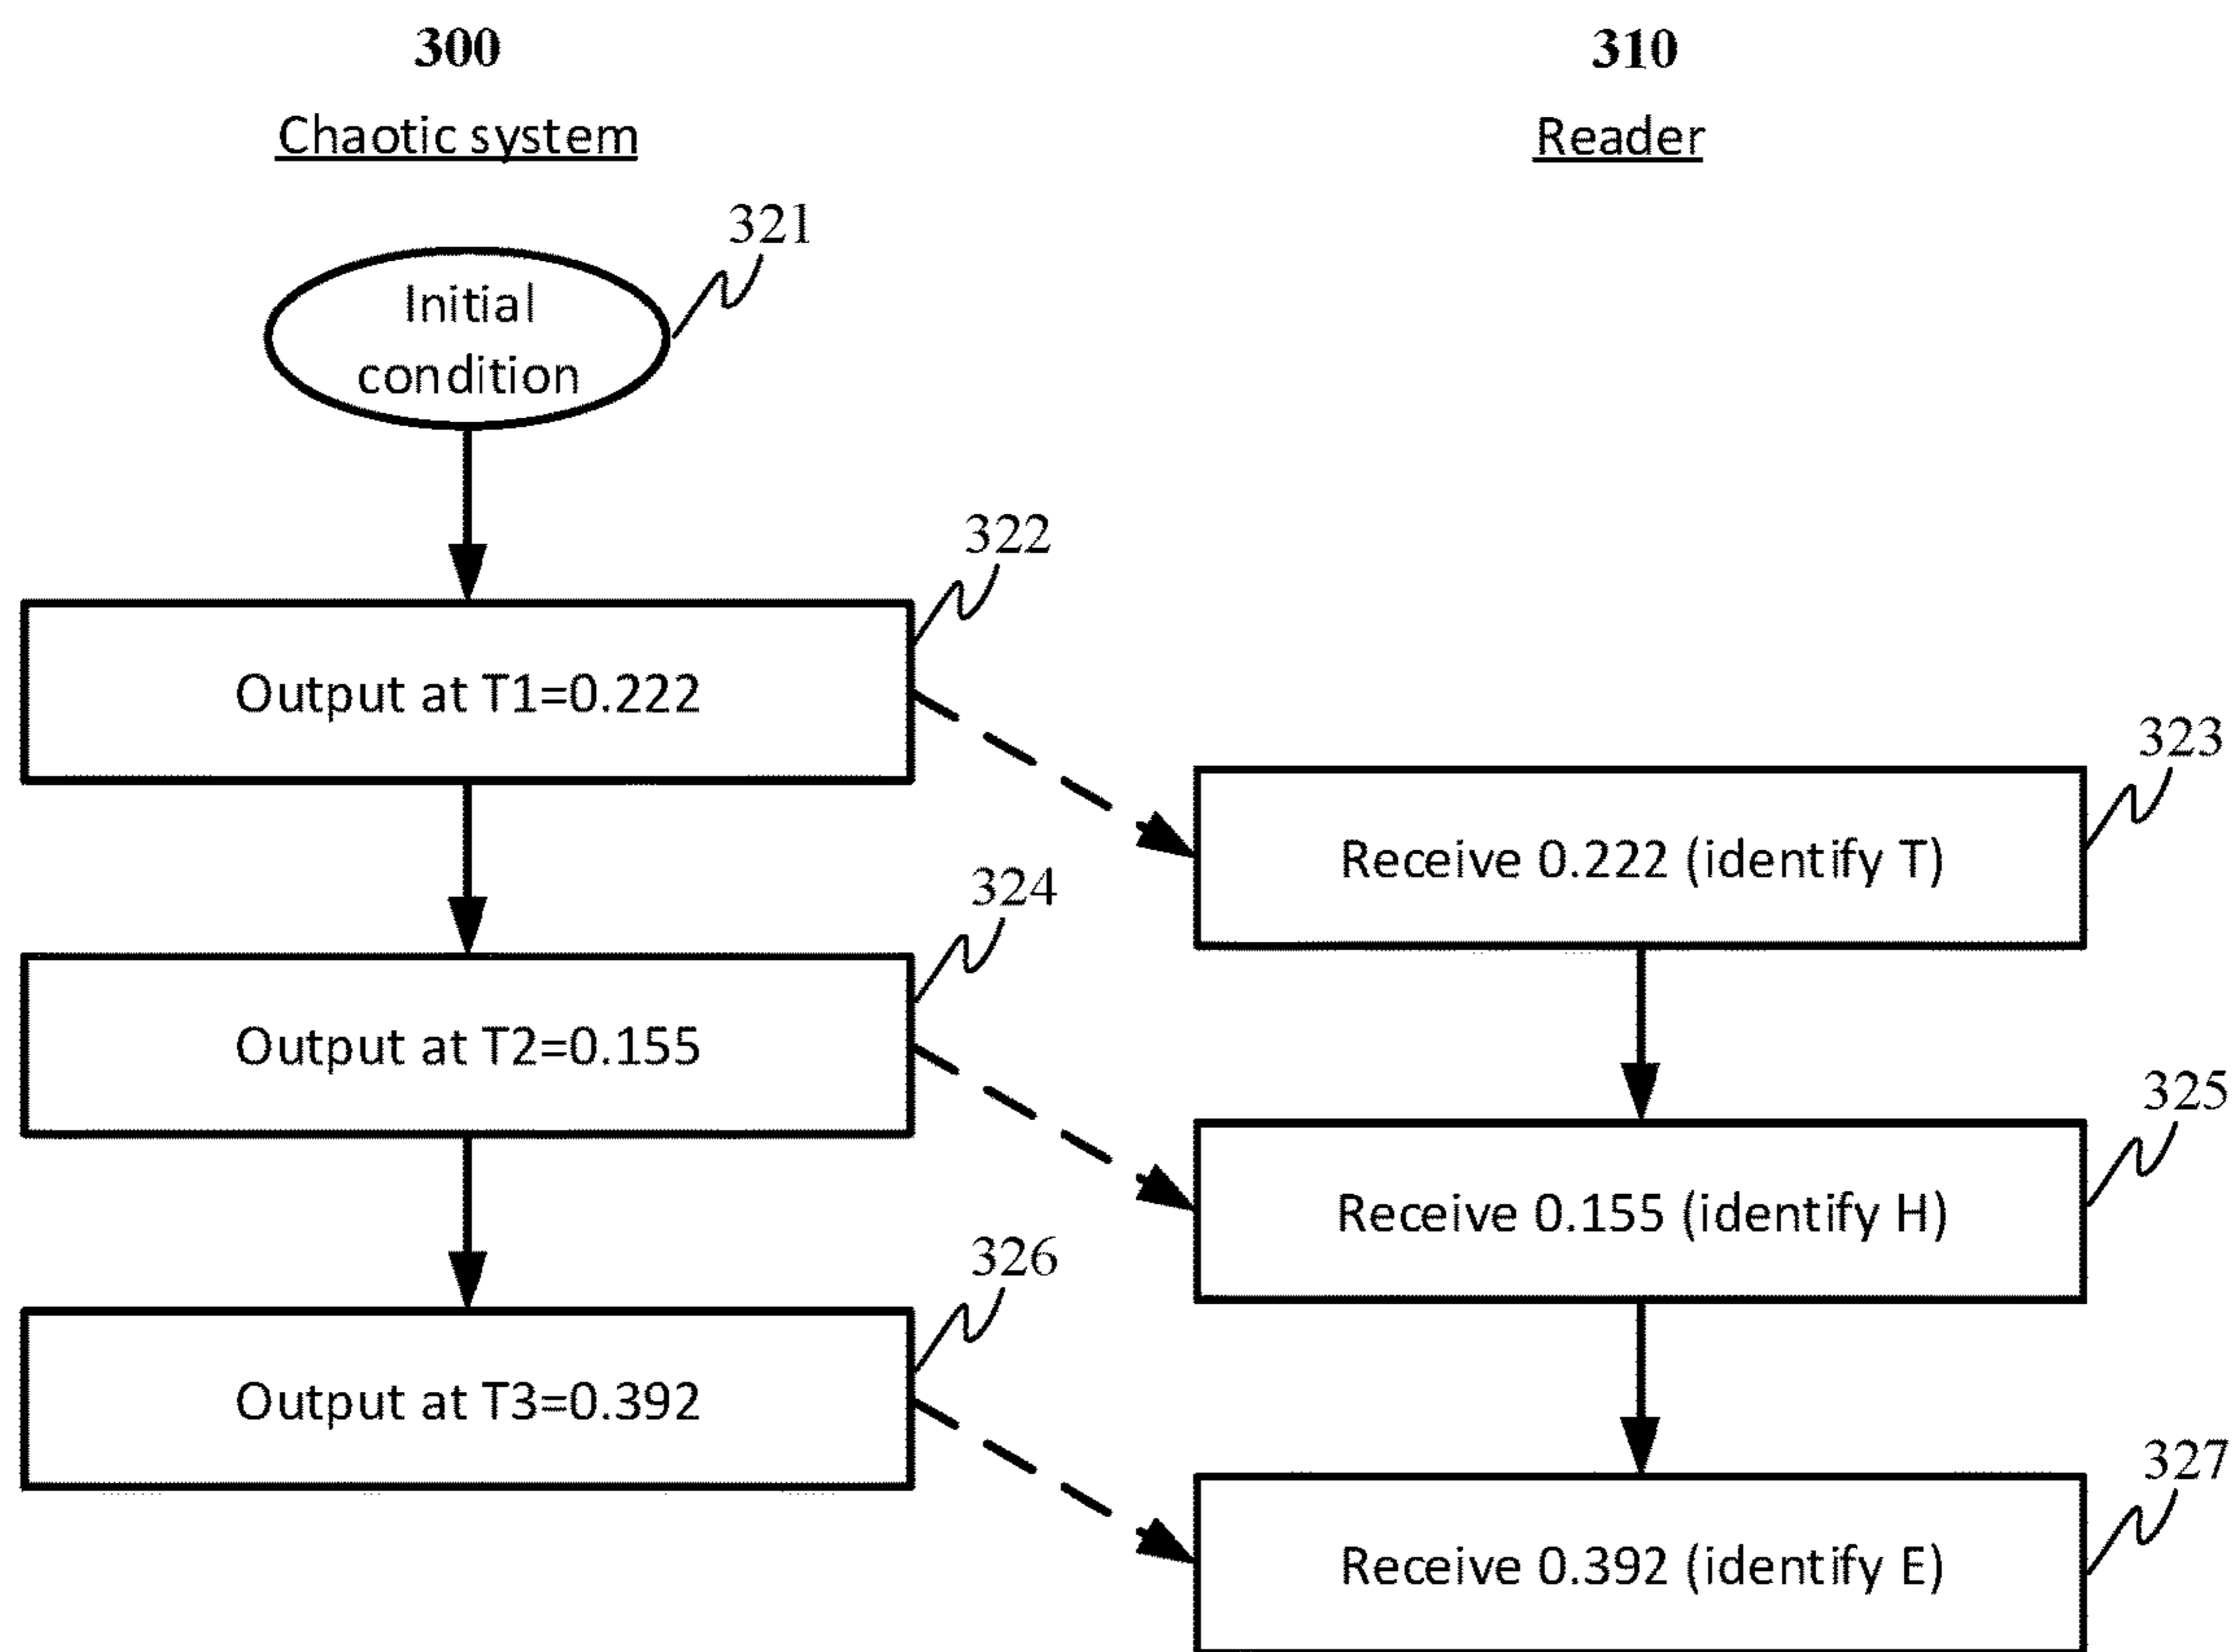 300
310
Chaotic system
Reader
321
Initial
condition
322
Output at T1=0.222
323
Receive 0.222 (identify T)
324
Output at T2=0.155
325
Receive 0.155 (identify H)
326
Output at T3=0.392
327
Receive 0.392 (identify E)